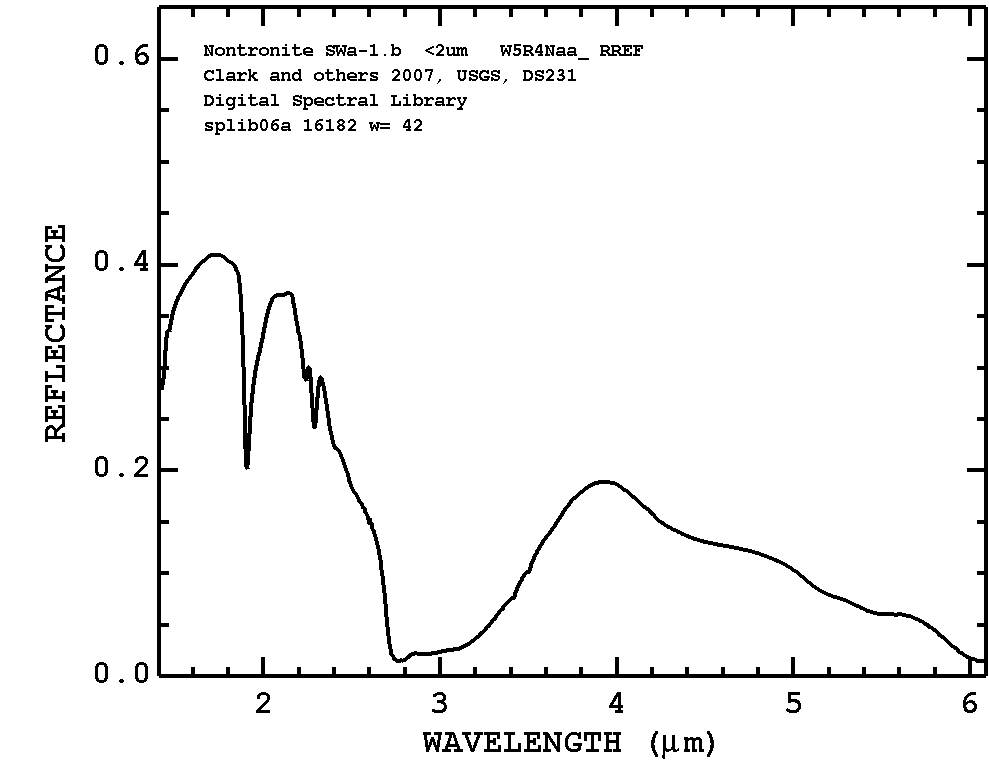 Nontronite SWa-1.b <2um W5R4Naa_ RREF
Clark and others 2007, USGS, DS231
Digital Spectral Library
splib06a 16182 w= 42
0.6
0.4
0.2
0.0
REFLECTANCE
2 3 4 5 6
WAVELENGTH (μm)